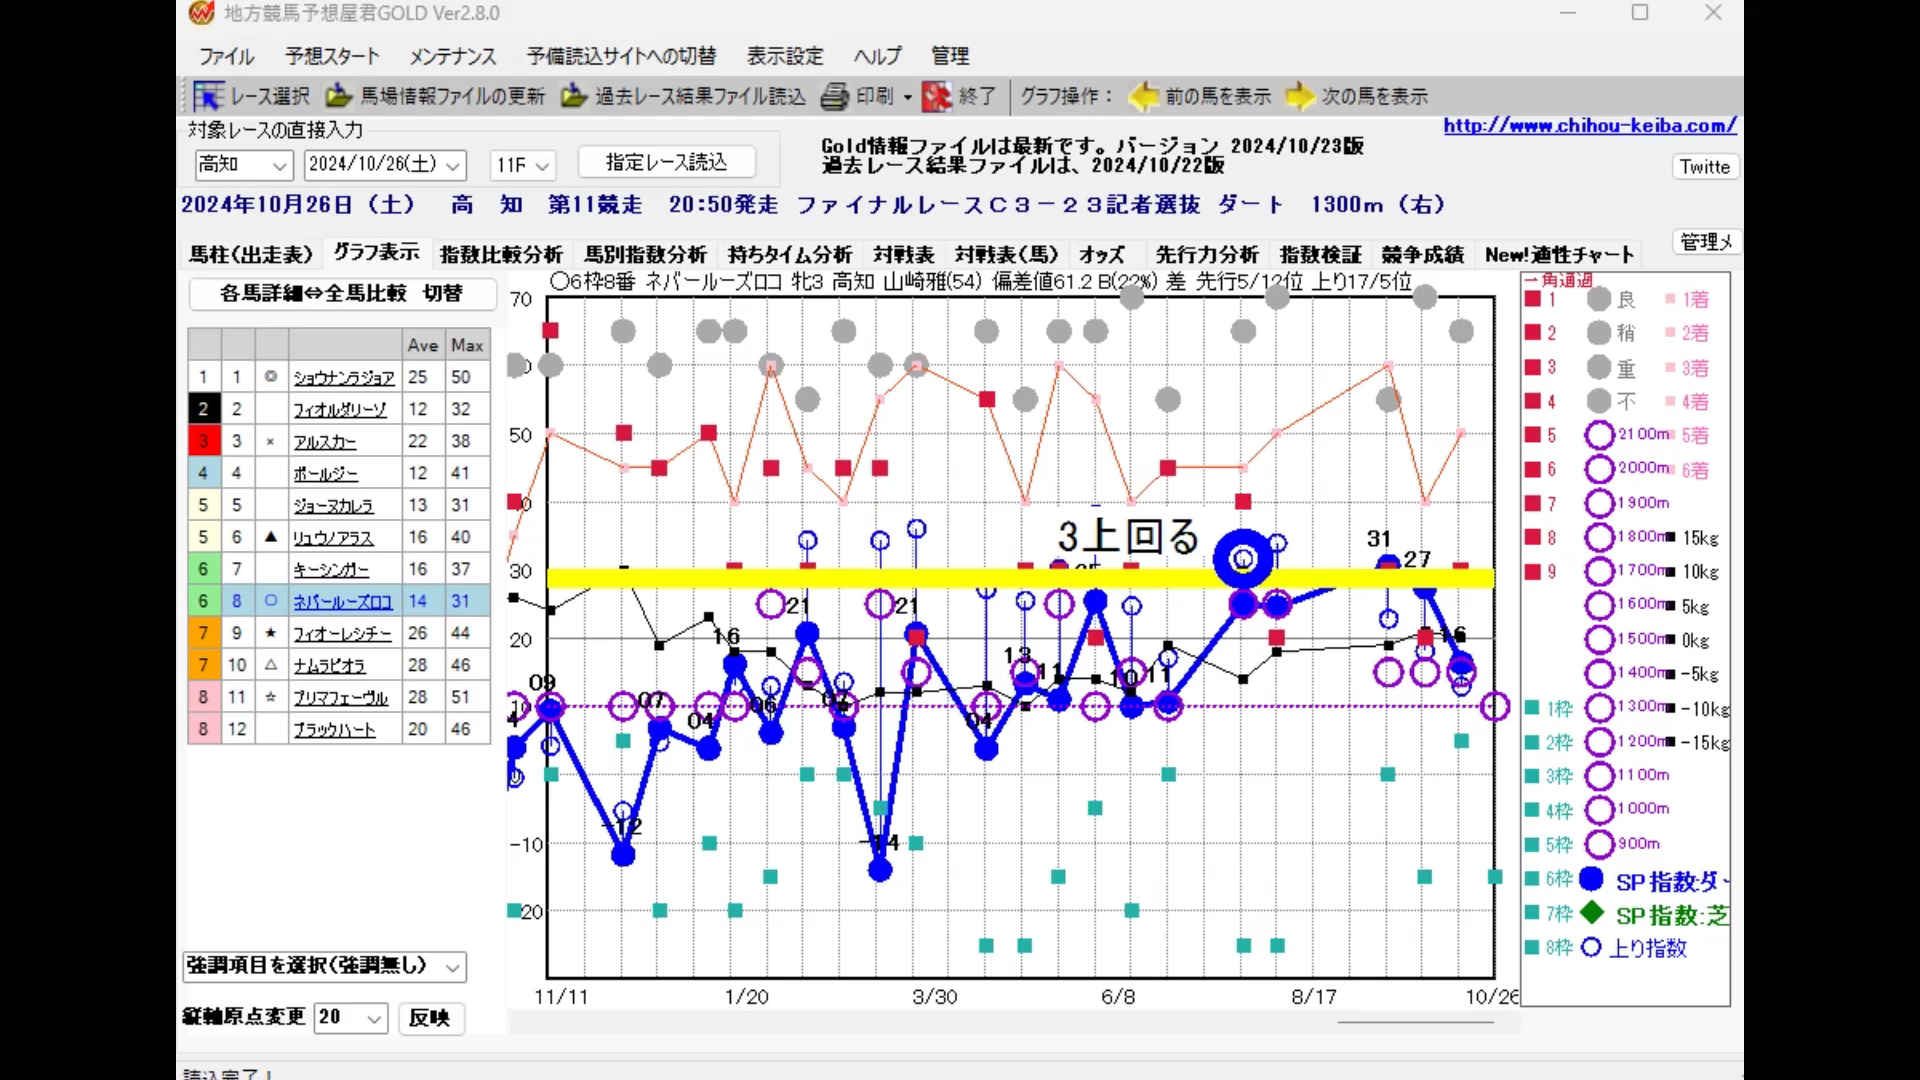 地方競馬予想屋君GOLD Ver2.8.0
ファイル 予想スタート メンテナンス 予備読込サイトへの切替 表示設定 ヘルプ 管理
レース選択 馬場情報ファイルの更新 過去レース結果ファイル読込 印刷 終了 グラフ操作： 前の馬を表示 次の馬を表示
対象レースの直接入力
http://www.chihou-keiba.com/
高知 2024/10/26(土) 11F 指定レース読込
Gold情報ファイルは最新です。バージョン 2024/10/23版
過去レース結果ファイルは、2024/10/22版
Twitte
2024年10月26日（土） 高 知 第11競走 20:50発走 ファイナルレースＣ３－２３記者選抜 ダート 1300m（右）
管理メ
馬柱(出走表) グラフ表示 指数比較分析 馬別指数分析 持ちタイム分析 対戦表 対戦表(馬) オッズ 先行力分析 指数検証 競争成績 New!適性チャート
各馬詳細⇔全馬比較 切替
〇6枠8番 ネバールーズロコ 牝3 高知 山崎雅(54) 偏差値61.2 B(22%) 差 先行5/12位 上り17/5位
Ave Max
1 1 ◎ ショウナンラジョア 25 50
2 2 フィオルダリーゾ 12 32
3 3 × アルスカー 22 38
4 4 ポールジー 12 41
5 5 ジョーヌカレラ 13 31
5 6 ▲ リュウノアラス 16 40
6 7 キーシンガー 16 37
6 8 ○ ネバールーズロコ 14 31
7 9 ★ フィオーレシチー 26 44
7 10 △ ナムラピオラ 28 46
8 11 ☆ プリマフェーヴル 28 51
8 12 ブラックハート 20 46
強調項目を選択(強調無し)
縦軸原点変更 20 反映
70
50
30
20
10
-10
-20
3上回る
31
27
21
21
16
16
13
11
10
11
09
07
04
06
04
-12
-14
11/11 1/20 3/30 6/8 8/17 10/26
一角通過
1 良 1着
2 稍 2着
3 重 3着
4 不 4着
5 2100m 5着
6 2000m 6着
7 1900m
8 1800m 15kg
9 1700m 10kg
1600m 5kg
1500m 0kg
1400m -5kg
1枠 1300m -10kg
2枠 1200m -15kg
3枠 1100m
4枠 1000m
5枠 900m
6枠 SP指数:ダ
7枠 SP指数:芝
8枠 上り指数
読込完了！